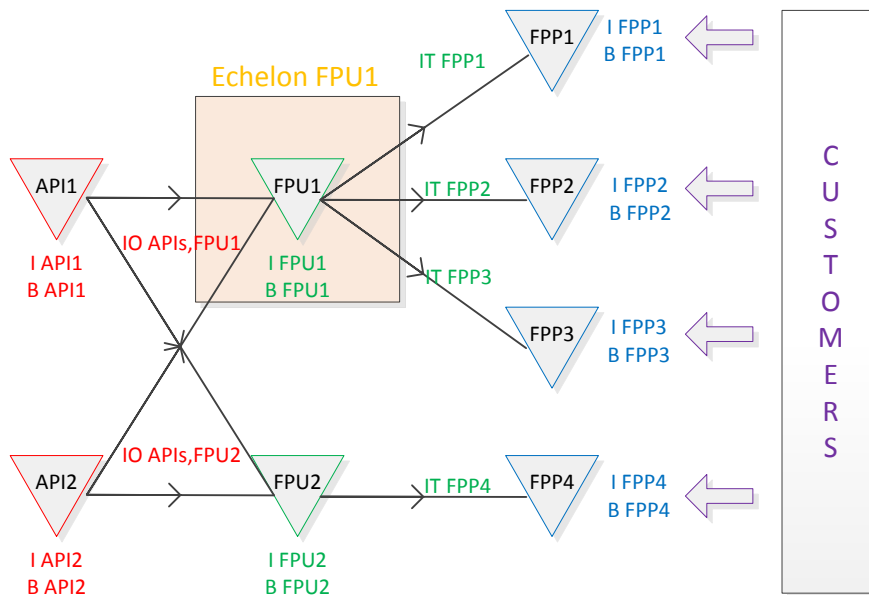 Echelon FPU1
IT FPP1
FPP1
I FPP1
B FPP1
API1
I API1
B API1
IO APIs,FPU1
FPU1
I FPU1
B FPU1
IT FPP2
FPP2
I FPP2
B FPP2
IT FPP3
FPP3
I FPP3
B FPP3
API2
I API2
B API2
IO APIs,FPU2
FPU2
I FPU2
B FPU2
IT FPP4
FPP4
I FPP4
B FPP4
C
U
S
T
O
M
E
R
S